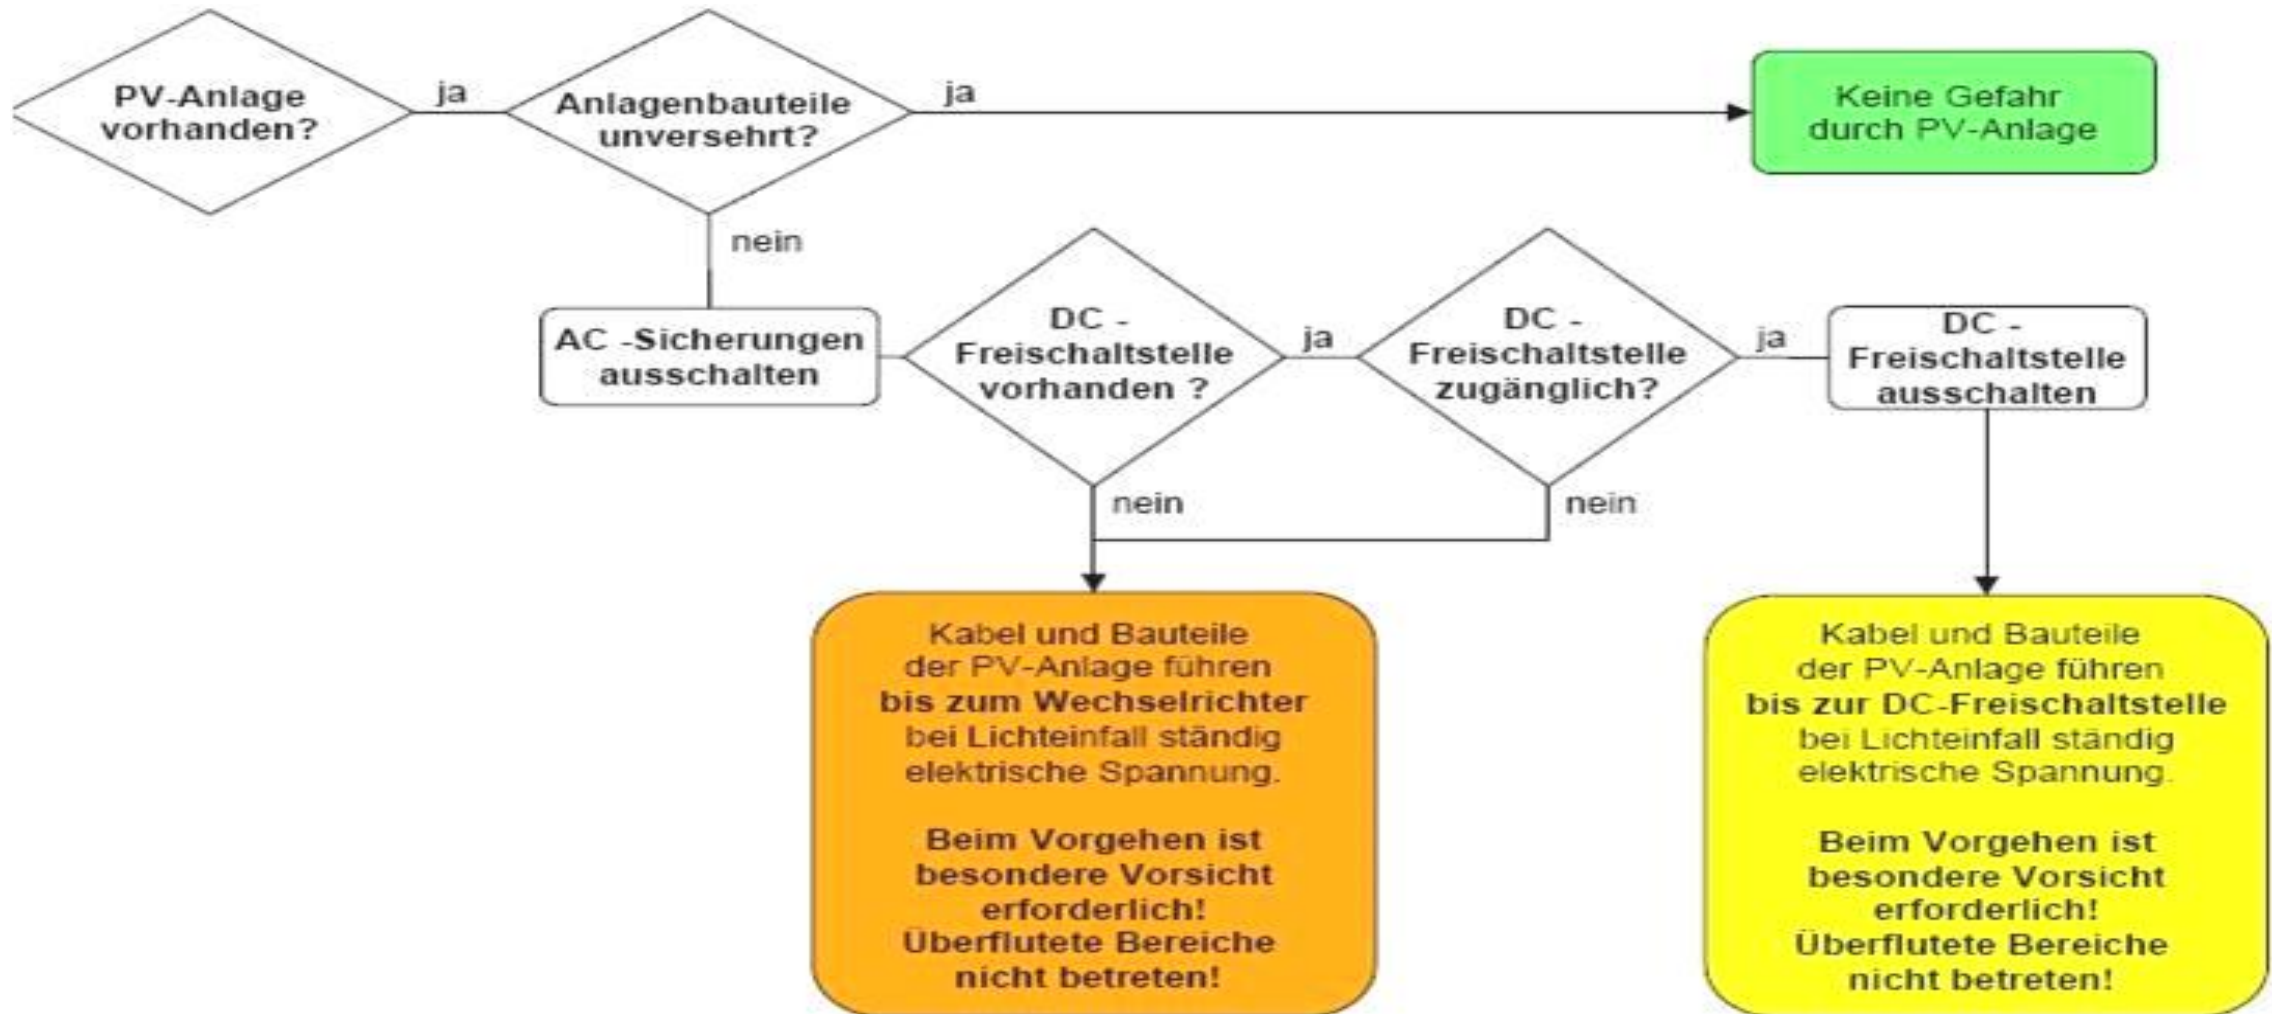 PV-Anlage
vorhanden?
ja
Anlagenbauteile
unversehrt?
ja
Keine Gefahr
durch PV-Anlage
nein
AC -Sicherungen
ausschalten
DC -
Freischaltstelle
vorhanden ?
ja
DC -
Freischaltstelle
zugänglich?
ja
DC -
Freischaltstelle
ausschalten
nein
nein
Kabel und Bauteile
der PV-Anlage führen
bis zum Wechselrichter
bei Lichteinfall ständig
elektrische Spannung.
Beim Vorgehen ist
besondere Vorsicht
erforderlich!
Überflutete Bereiche
nicht betreten!
Kabel und Bauteile
der PV-Anlage führen
bis zur DC-Freischaltstelle
bei Lichteinfall ständig
elektrische Spannung.
Beim Vorgehen ist
besondere Vorsicht
erforderlich!
Überflutete Bereiche
nicht betreten!